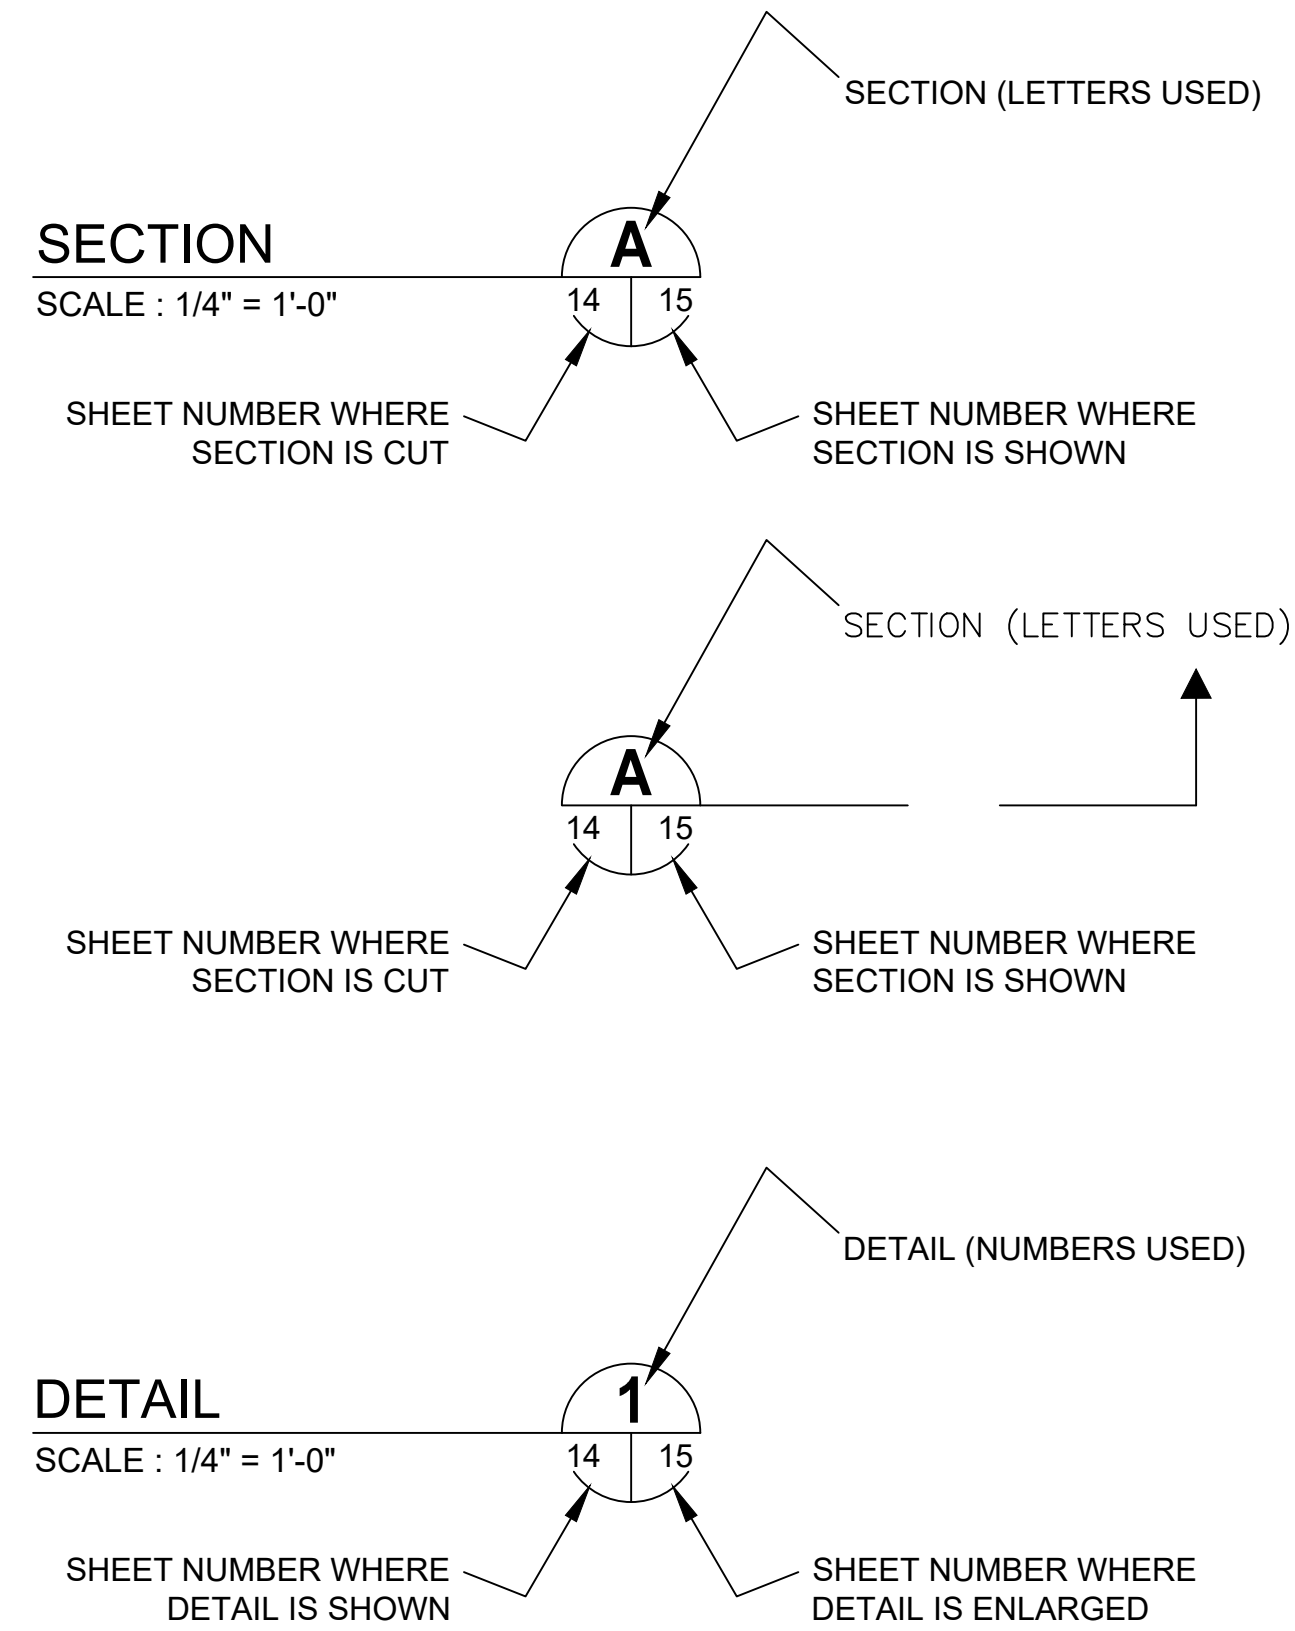 SECTION (LETTERS USED)
SECTION
A
SCALE : 1/4" = 1'-0"
14
15
SHEET NUMBER WHERE
SECTION IS CUT
SHEET NUMBER WHERE
SECTION IS SHOWN
SECTION (LETTERS USED)
A
14
15
SHEET NUMBER WHERE
SECTION IS CUT
SHEET NUMBER WHERE
SECTION IS SHOWN
DETAIL (NUMBERS USED)
DETAIL
1
SCALE : 1/4" = 1'-0"
14
15
SHEET NUMBER WHERE
DETAIL IS SHOWN
SHEET NUMBER WHERE
DETAIL IS ENLARGED